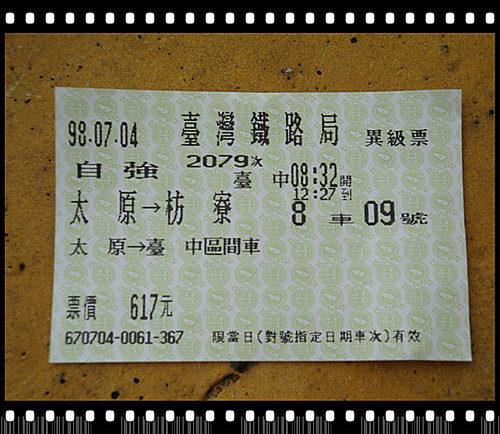 98.07.04 臺灣鐵路局 異級票
自強 2079次
臺中08:32開
12:27到
太原→枋寮 8車09號
太原→臺中區間車
票價 617元
670704-0061-367 限當日(對號指定日期車次)有效